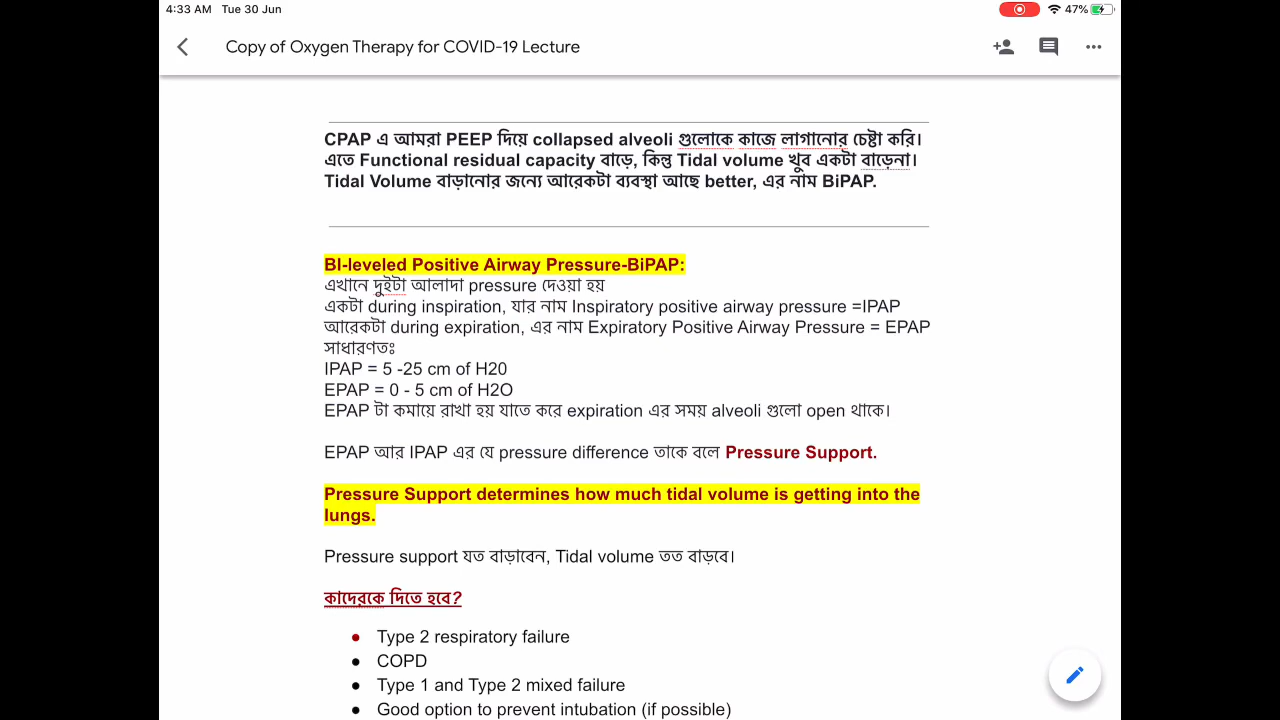 4:33 AM Tue 30 Jun 47%
Copy of Oxygen Therapy for COVID-19 Lecture
CPAP এ আমরা PEEP দিয়ে collapsed alveoli গুলোকে কাজে লাগানোর চেষ্টা করি।
এতে Functional residual capacity বাড়ে, কিন্তু Tidal volume খুব একটা বাড়েনা।
Tidal Volume বাড়ানোর জন্যে আরেকটা ব্যবস্থা আছে better, এর নাম BiPAP.
BI-leveled Positive Airway Pressure-BiPAP:
এখানে দুইটা আলাদা pressure দেওয়া হয়
একটা during inspiration, যার নাম Inspiratory positive airway pressure =IPAP
আরেকটা during expiration, এর নাম Expiratory Positive Airway Pressure = EPAP
সাধারণতঃ
IPAP = 5 -25 cm of H20
EPAP = 0 - 5 cm of H2O
EPAP টা কমায়ে রাখা হয় যাতে করে expiration এর সময় alveoli গুলো open থাকে।
EPAP আর IPAP এর যে pressure difference তাকে বলে Pressure Support.
Pressure Support determines how much tidal volume is getting into the
lungs.
Pressure support যত বাড়াবেন, Tidal volume তত বাড়বে।
কাদেরকে দিতে হবে?
● Type 2 respiratory failure
● COPD
● Type 1 and Type 2 mixed failure
● Good option to prevent intubation (if possible)